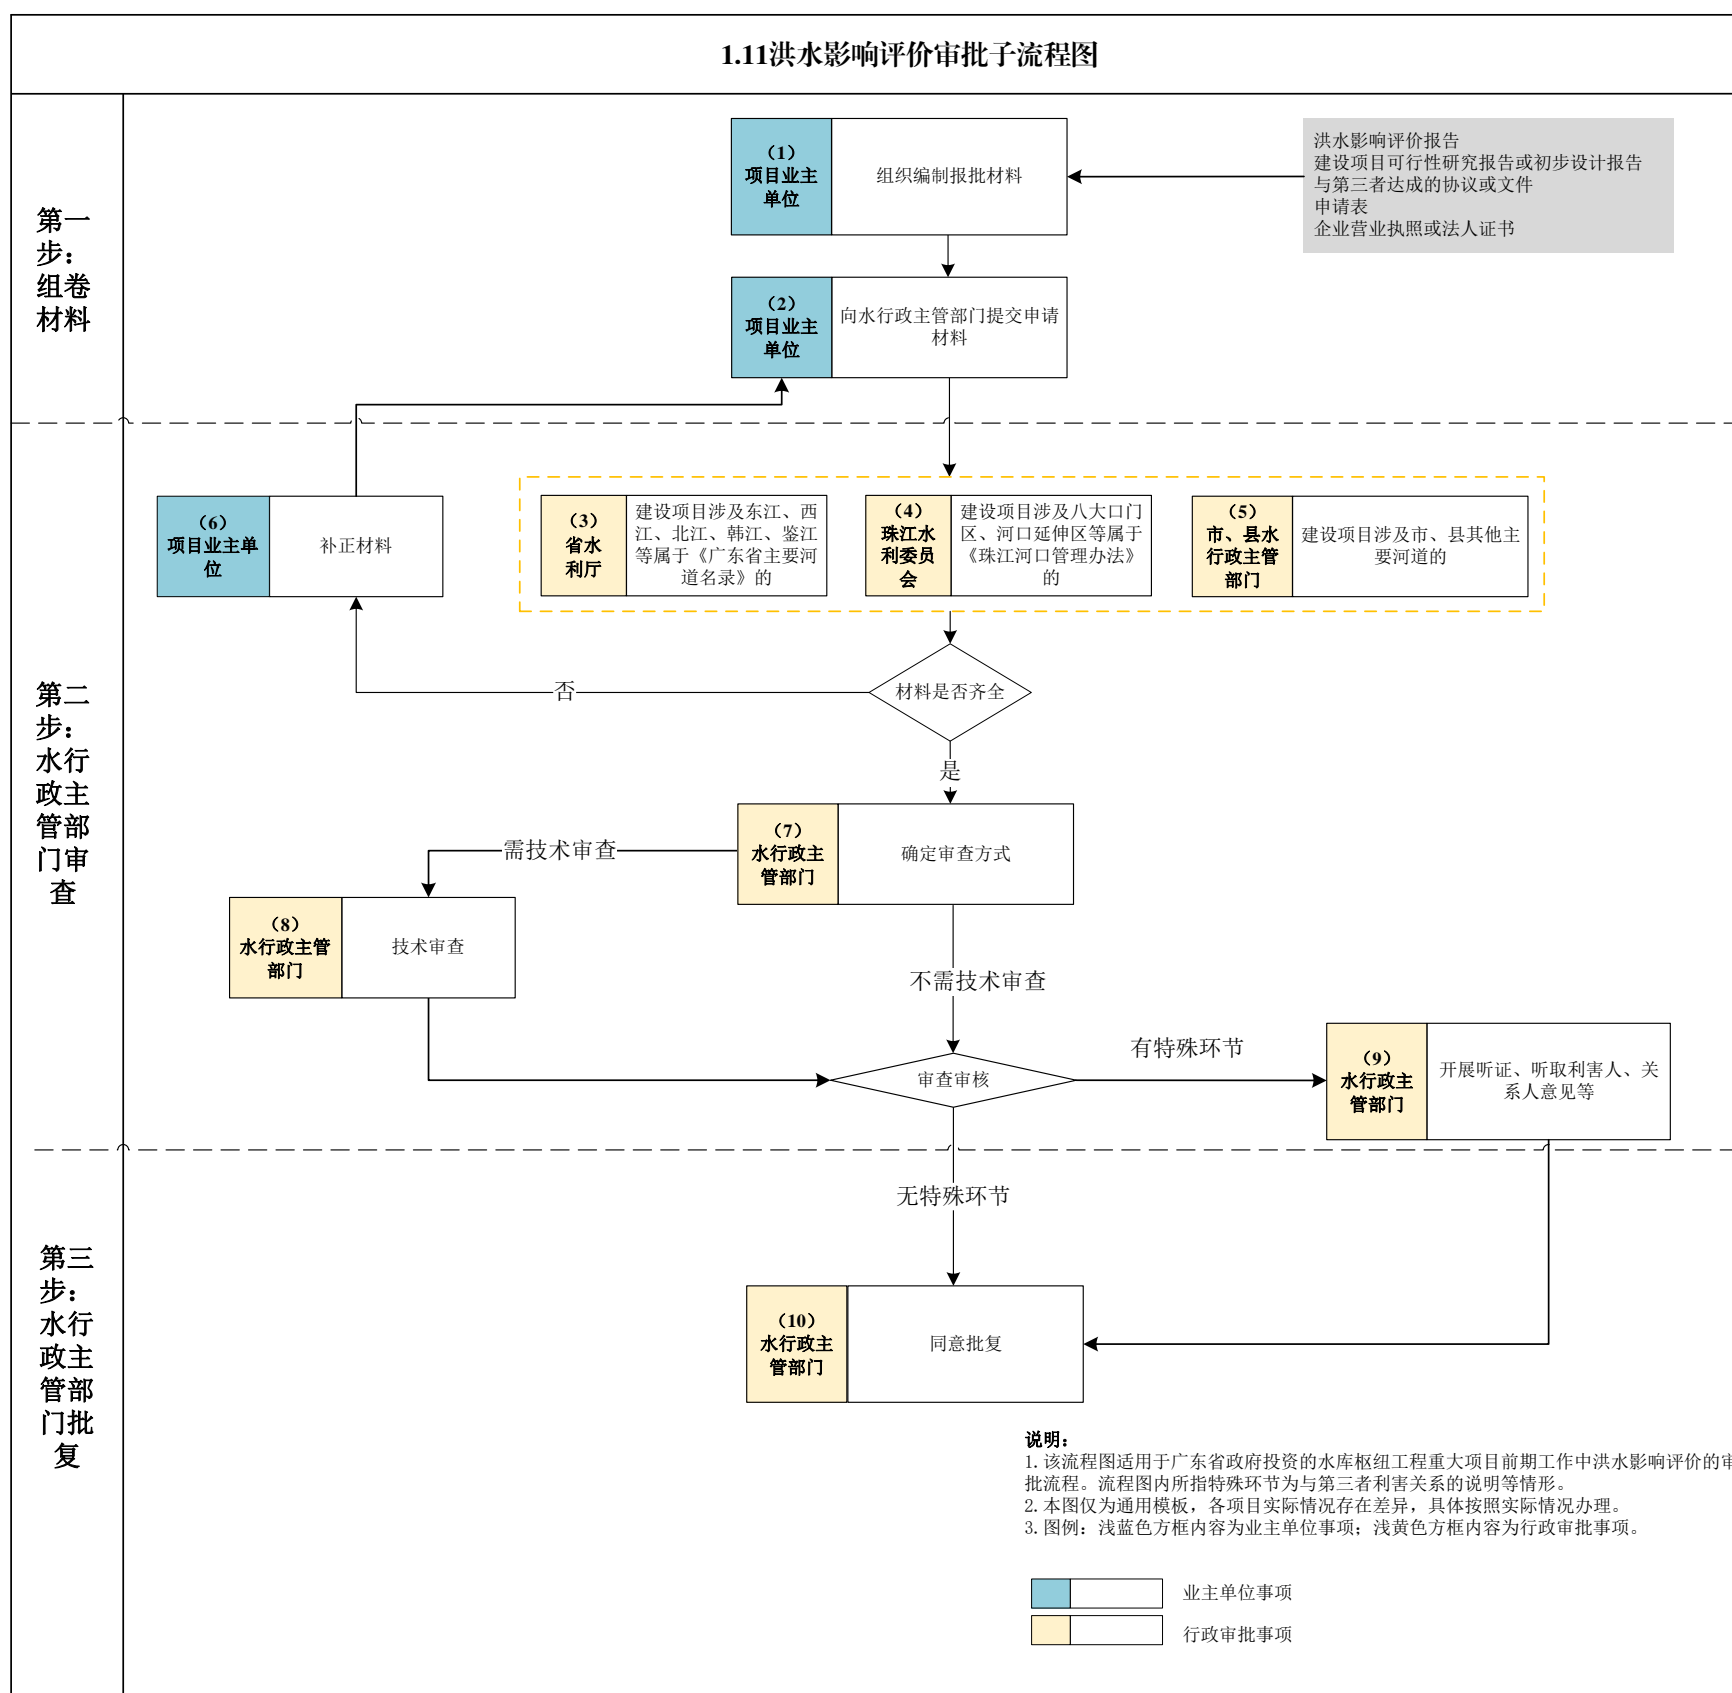 1.11洪水影响评价审批子流程图
第一
步：
组卷
材料
（1）
项目业主
单位
组织编制报批材料
洪水影响评价报告
建设项目可行性研究报告或初步设计报告
与第三者达成的协议或文件
申请表
企业营业执照或法人证书
（2）
项目业主
单位
向水行政主管部门提交申请
材料
第二
步：
水行
政主
管部
门审
查
（6）
项目业主单
位
补正材料
（3）
省水
利厅
建设项目涉及东江、西
江、北江、韩江、鉴江
等属于《广东省主要河
道名录》的
（4）
珠江水
利委员
会
建设项目涉及八大口门
区、河口延伸区等属于
《珠江河口管理办法》
的
（5）
市、县水
行政主管
部门
建设项目涉及市、县其他主
要河道的
否
材料是否齐全
是
需技术审查
（7）
水行政主
管部门
确定审查方式
（8）
水行政主管
部门
技术审查
不需技术审查
审查审核
有特殊环节
（9）
水行政主
管部门
开展听证、听取利害人、关
系人意见等
第三
步：
水行
政主
管部
门批
复
无特殊环节
（10）
水行政主
管部门
同意批复
说明：
1. 该流程图适用于广东省政府投资的水库枢纽工程重大项目前期工作中洪水影响评价的审
批流程。流程图内所指特殊环节为与第三者利害关系的说明等情形。
2. 本图仅为通用模板，各项目实际情况存在差异，具体按照实际情况办理。
3. 图例：浅蓝色方框内容为业主单位事项；浅黄色方框内容为行政审批事项。
业主单位事项
行政审批事项